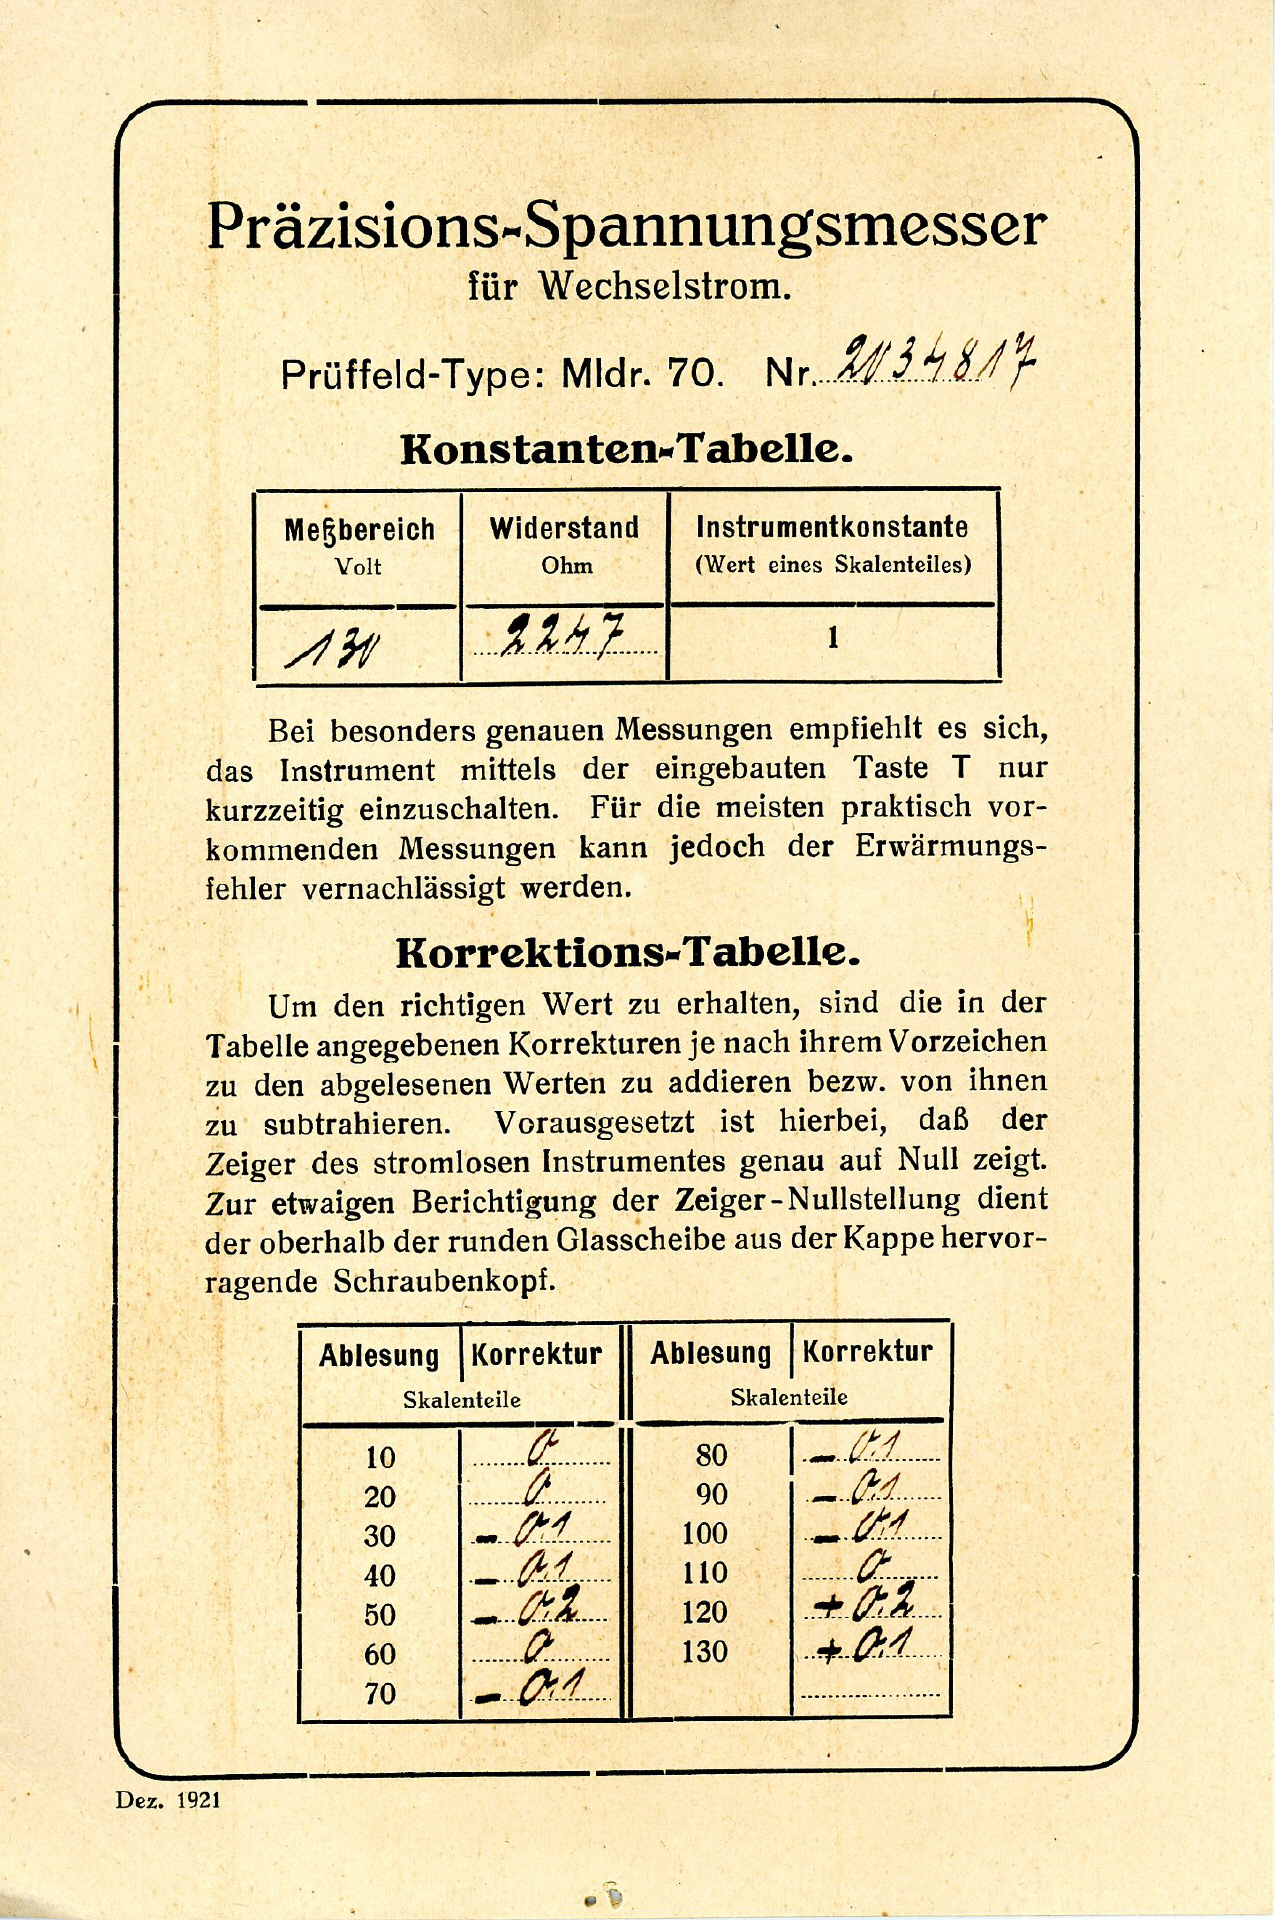 Präzisions-Spannungsmesser
für Wechselstrom.
Prüffeld-Type: Mldr. 70. Nr. 2034817
Konstanten-Tabelle.
Meßbereich Widerstand Instrumentkonstante
Volt Ohm (Wert eines Skalenteiles)
130 2247 1
Bei besonders genauen Messungen empfiehlt es sich,
das Instrument mittels der eingebauten Taste T nur
kurzzeitig einzuschalten. Für die meisten praktisch vor-
kommenden Messungen kann jedoch der Erwärmungs-
fehler vernachlässigt werden.
Korrektions-Tabelle.
Um den richtigen Wert zu erhalten, sind die in der
Tabelle angegebenen Korrekturen je nach ihrem Vorzeichen
zu den abgelesenen Werten zu addieren bezw. von ihnen
zu subtrahieren. Vorausgesetzt ist hierbei, daß der
Zeiger des stromlosen Instrumentes genau auf Null zeigt.
Zur etwaigen Berichtigung der Zeiger-Nullstellung dient
der oberhalb der runden Glasscheibe aus der Kappe hervor-
ragende Schraubenkopf.
Ablesung Korrektur Ablesung Korrektur
Skalenteile Skalenteile
10 0 80 - 0.1
20 0 90 - 0.1
30 - 0.1 100 - 0.1
40 - 0.1 110 0
50 - 0.2 120 + 0.2
60 0 130 + 0.1
70 - 0.1
Dez. 1921